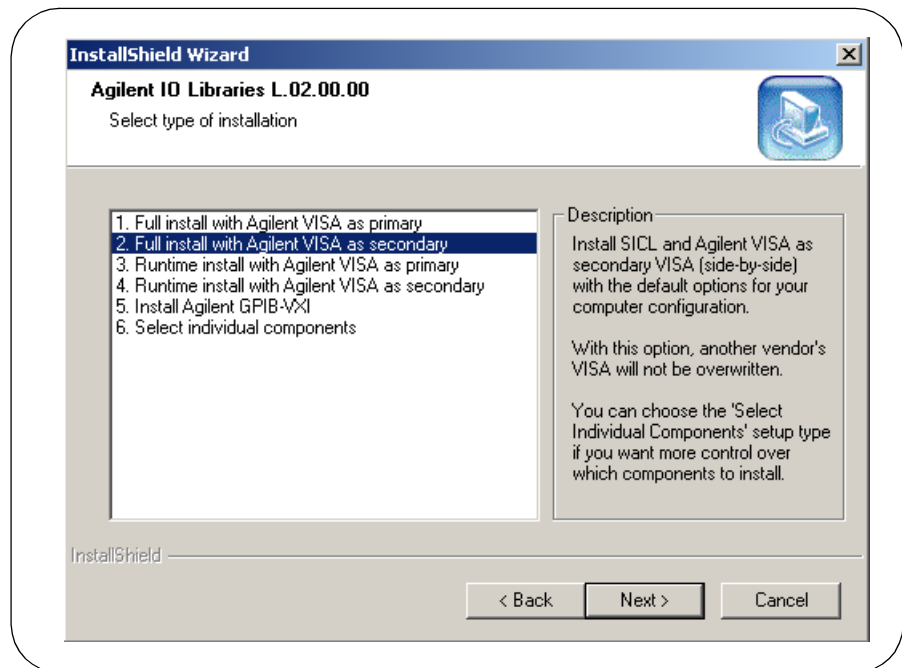 InstallShield Wizard
Agilent IO Libraries L.02.00.00
Select type of installation
1. Full install with Agilent VISA as primary
2. Full install with Agilent VISA as secondary
3. Runtime install with Agilent VISA as primary
4. Runtime install with Agilent VISA as secondary
5. Install Agilent GPIB-VXI
6. Select individual components
Description
Install SICL and Agilent VISA as
secondary VISA (side-by-side)
with the default options for your
computer configuration.
With this option, another vendor's
VISA will not be overwritten.
You can choose the 'Select
Individual Components' setup type
if you want more control over
which components to install.
InstallShield
< Back
Next >
Cancel